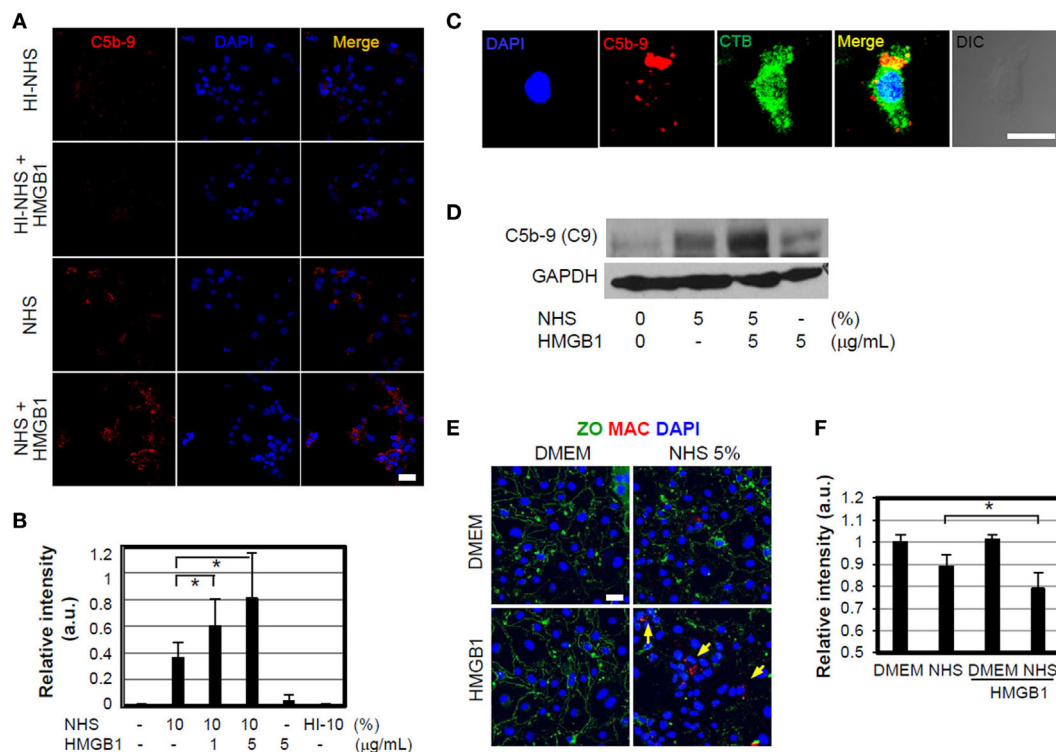 A
C5b-9 DAPI Merge
HI-NHS
HI-NHS +
HMGB1
NHS
NHS +
HMGB1
B
Relative intensity
(a.u.)
1.2
1
0.8
0.6
0.4
0.2
0
* *
NHS - 10 10 10 - HI-10 (%)
HMGB1 - - 1 5 5 - (μg/mL)
C
DAPI C5b-9 CTB Merge DIC
D
C5b-9 (C9)
GAPDH
NHS 0 5 5 - (%)
HMGB1 0 - 5 5 (μg/mL)
E
ZO MAC DAPI
DMEM NHS 5%
DMEM
HMGB1
F
Relative intensity (a.u.)
1.2
1.1
1
0.9
0.8
0.7
0.6
0.5
*
DMEM NHS DMEM NHS
HMGB1